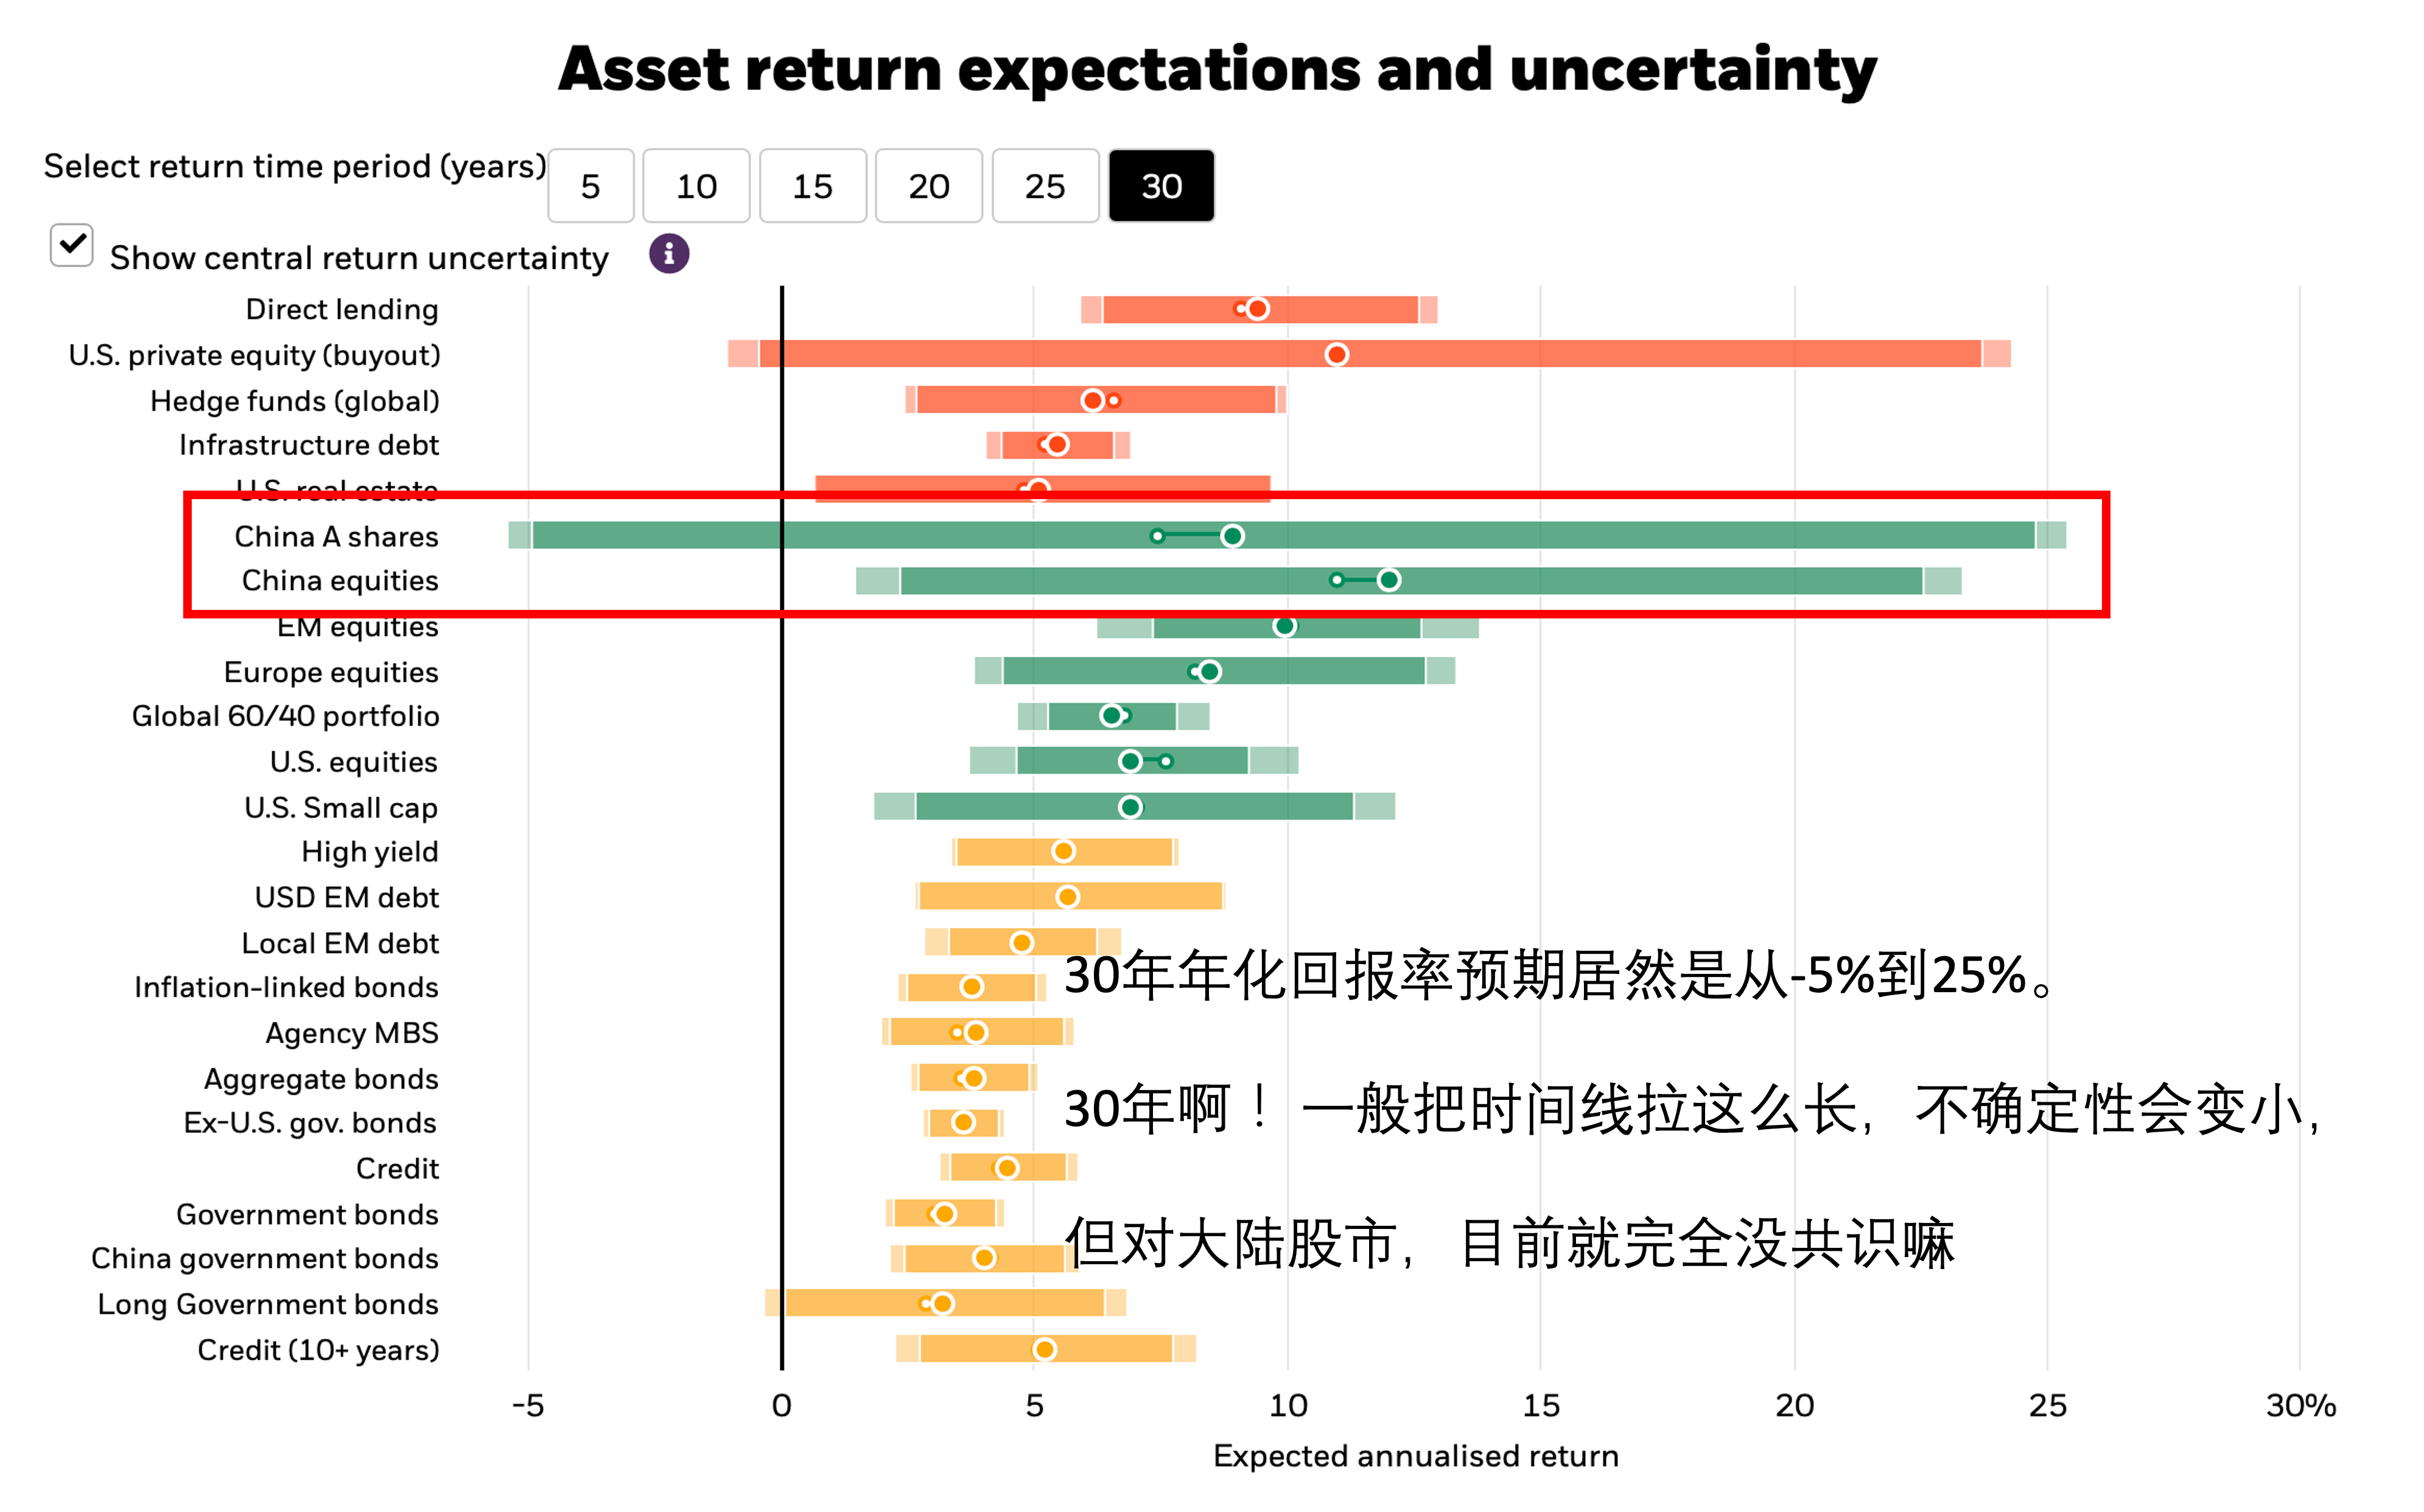 Asset return expectations and uncertainty
Select return time period (years) 5 10 15 20 25 30
Show central return uncertainty
Direct lending
U.S. private equity (buyout)
Hedge funds (global)
Infrastructure debt
U.S. real estate
China A shares
China equities
EM equities
Europe equities
Global 60/40 portfolio
U.S. equities
U.S. Small cap
High yield
USD EM debt
Local EM debt
Inflation-linked bonds
Agency MBS
Aggregate bonds
Ex-U.S. gov. bonds
Credit
Government bonds
China government bonds
Long Government bonds
Credit (10+ years)
30年年化回报率预期居然是从-5%到25%。
30年啊！一般把时间线拉这么长，不确定性会变小，
但对大陆股市，目前就完全没共识嘛
-5 0 5 10 15 20 25 30%
Expected annualised return